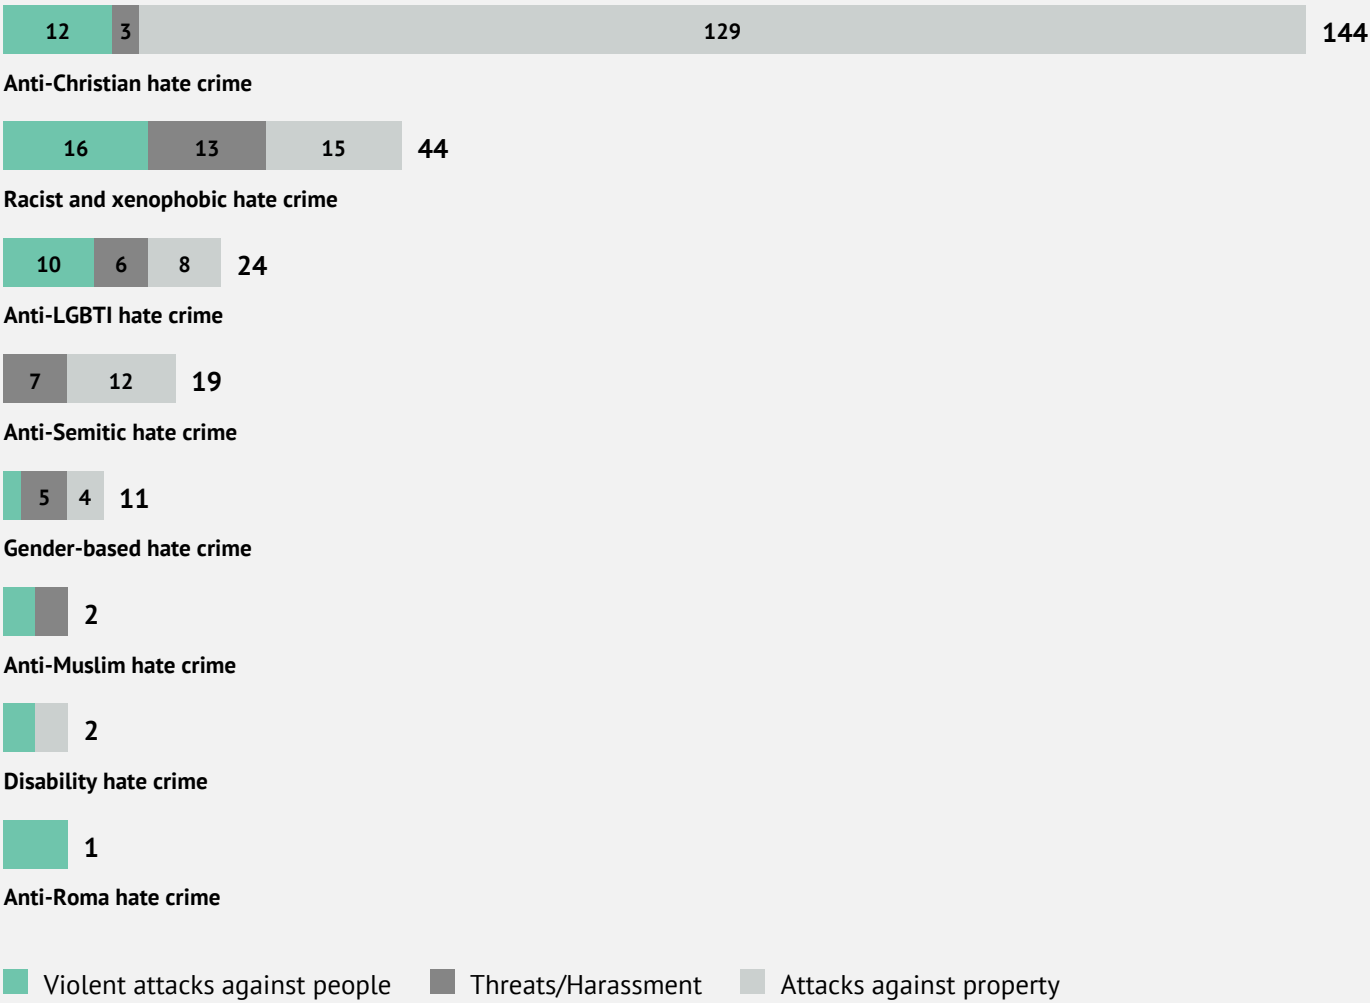 12 3 129 144
Anti-Christian hate crime
16 13 15 44
Racist and xenophobic hate crime
10 6 8 24
Anti-LGBTI hate crime
7 12 19
Anti-Semitic hate crime
5 4 11
Gender-based hate crime
2
Anti-Muslim hate crime
2
Disability hate crime
1
Anti-Roma hate crime
Violent attacks against people Threats/Harassment Attacks against property